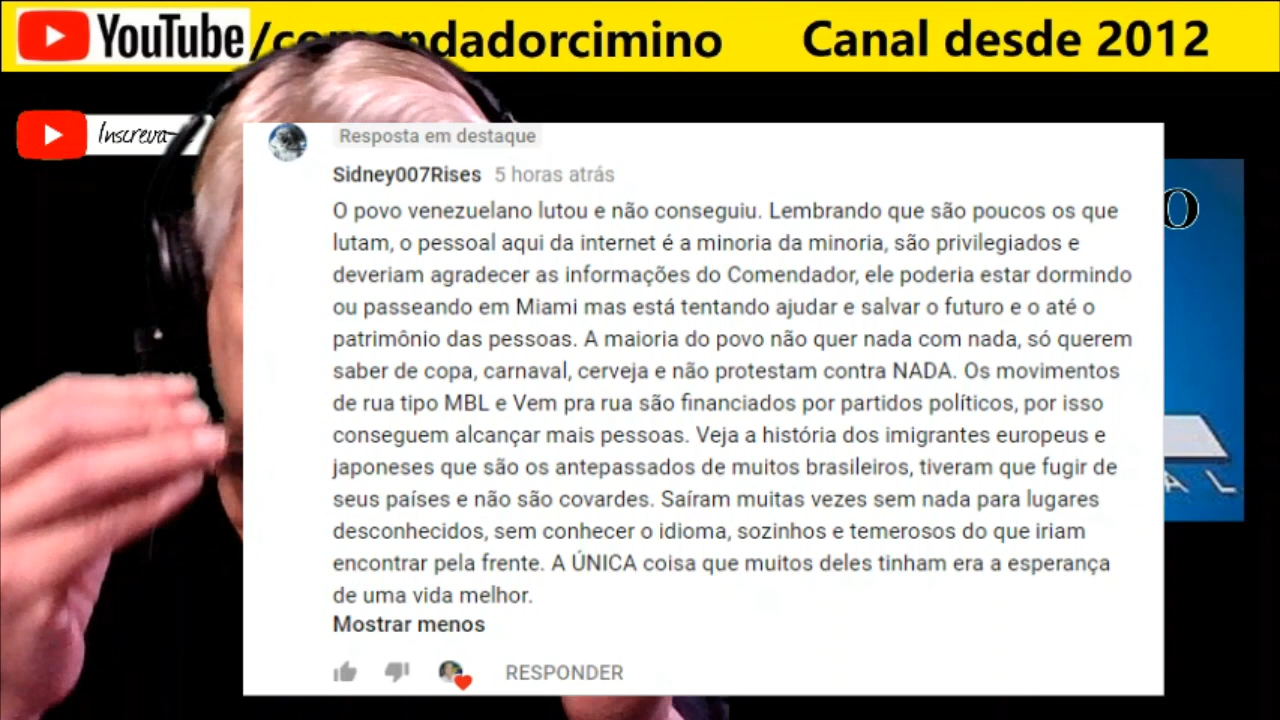 YouTube /comendadorcimino Canal desde 2012
Inscreva-
Resposta em destaque
Sidney007Rises 5 horas atrás
O
O povo venezuelano lutou e não conseguiu. Lembrando que são poucos os que
lutam, o pessoal aqui da internet é a minoria da minoria, são privilegiados e
deveriam agradecer as informações do Comendador, ele poderia estar dormindo
ou passeando em Miami mas está tentando ajudar e salvar o futuro e o até o
patrimônio das pessoas. A maioria do povo não quer nada com nada, só querem
saber de copa, carnaval, cerveja e não protestam contra NADA. Os movimentos
de rua tipo MBL e Vem pra rua são financiados por partidos políticos, por isso
conseguem alcançar mais pessoas. Veja a história dos imigrantes europeus e
japoneses que são os antepassados de muitos brasileiros, tiveram que fugir de
seus países e não são covardes. Saíram muitas vezes sem nada para lugares
desconhecidos, sem conhecer o idioma, sozinhos e temerosos do que iriam
encontrar pela frente. A ÚNICA coisa que muitos deles tinham era a esperança
de uma vida melhor.
Mostrar menos
RESPONDER